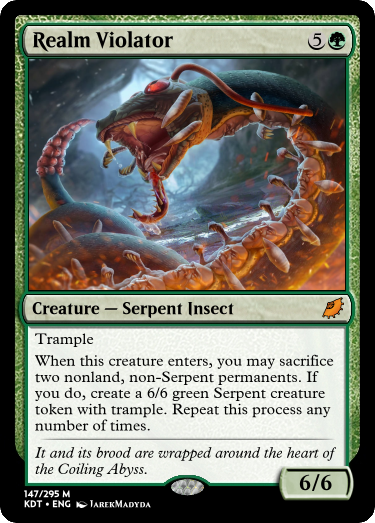 Realm Violator 5
Creature — Serpent Insect
Trample
When this creature enters, you may sacrifice
two nonland, non-Serpent permanents. If
you do, create a 6/6 green Serpent creature
token with trample. Repeat this process any
number of times.
It and its brood are wrapped around the heart of
the Coiling Abyss.
6/6
147/295 M
KDT • ENG JarekMadyda